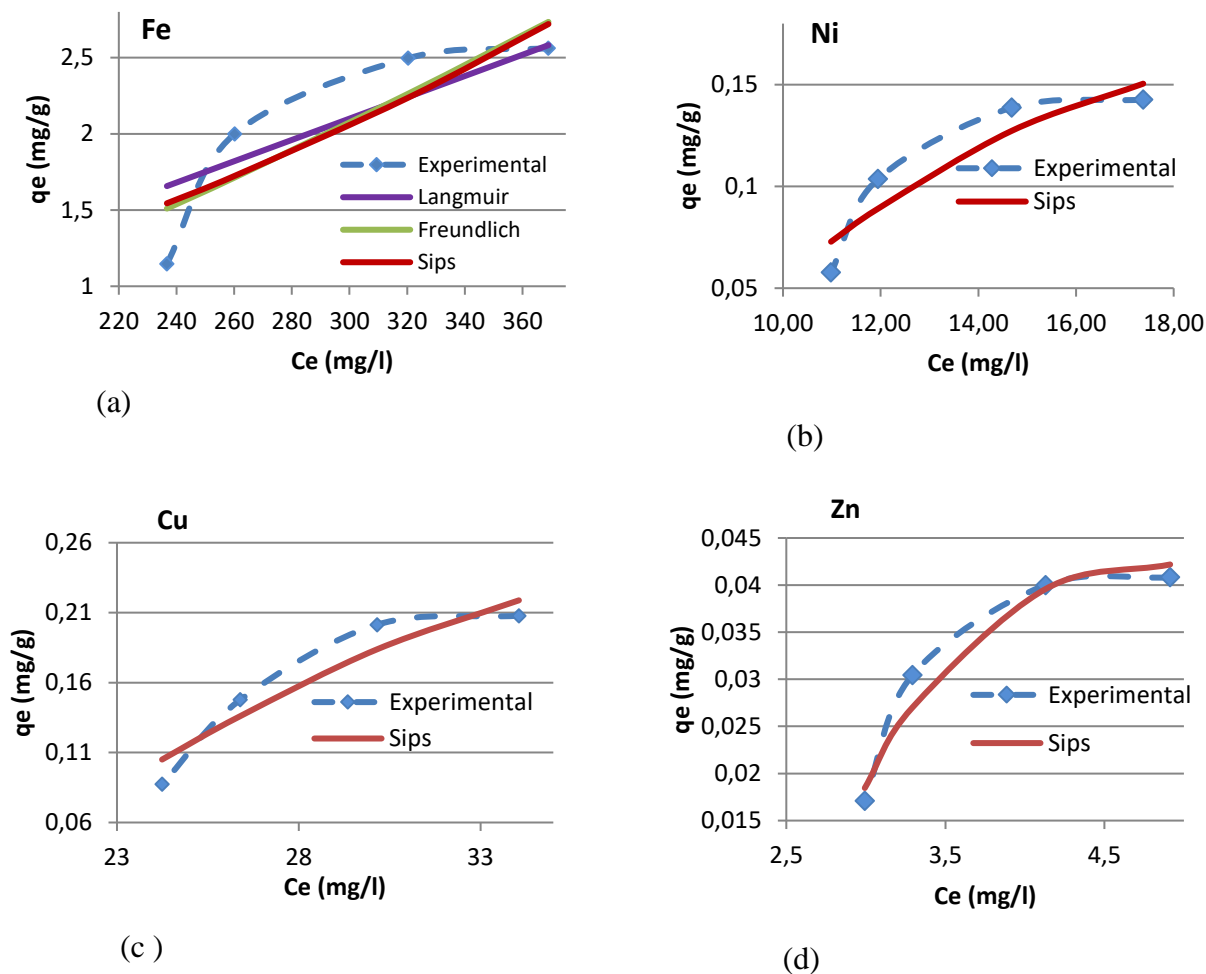 Fe
qe (mg/g)
2,5
2
1,5
1
Experimental
Langmuir
Freundlich
Sips
220 240 260 280 300 320 340 360
Ce (mg/l)
(a)
Ni
qe (mg/g)
0,15
0,1
0,05
Experimental
Sips
10,00 12,00 14,00 16,00 18,00
Ce (mg/l)
(b)
Cu
qe (mg/g)
0,26
0,21
0,16
0,11
0,06
Experimental
Sips
23 28 33
Ce (mg/l)
(c )
Zn
qe (mg/g)
0,045
0,04
0,035
0,03
0,025
0,02
0,015
Experimental
Sips
2,5 3,5 4,5
Ce (mg/l)
(d)